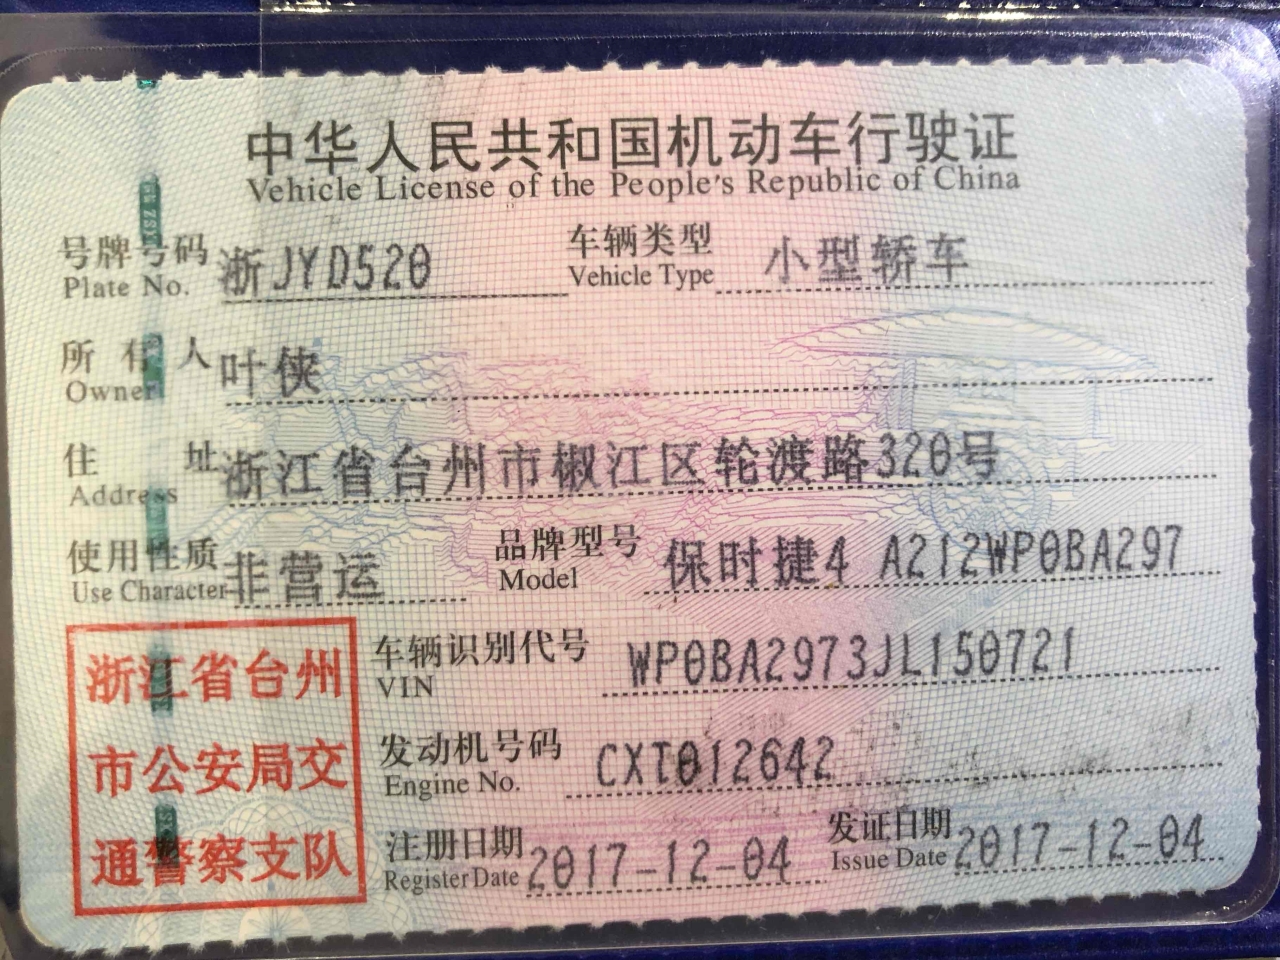 中华人民共和国机动车行驶证
Vehicle License of the People's Republic of China
号牌号码 浙JYD520 车辆类型 小型轿车
Plate No. Vehicle Type
所有人 叶侠
Owner
住址 浙江省台州市椒江区轮渡路320号
Address
使用性质 非营运 品牌型号 保时捷4 A212WP0BA297
Use Character Model
车辆识别代号 WP0BA2973JL150721
VIN
发动机号码 CXT012642
Engine No.
注册日期 2017-12-04 发证日期 2017-12-04
Register Date Issue Date
浙江省台州
市公安局交
通警察支队